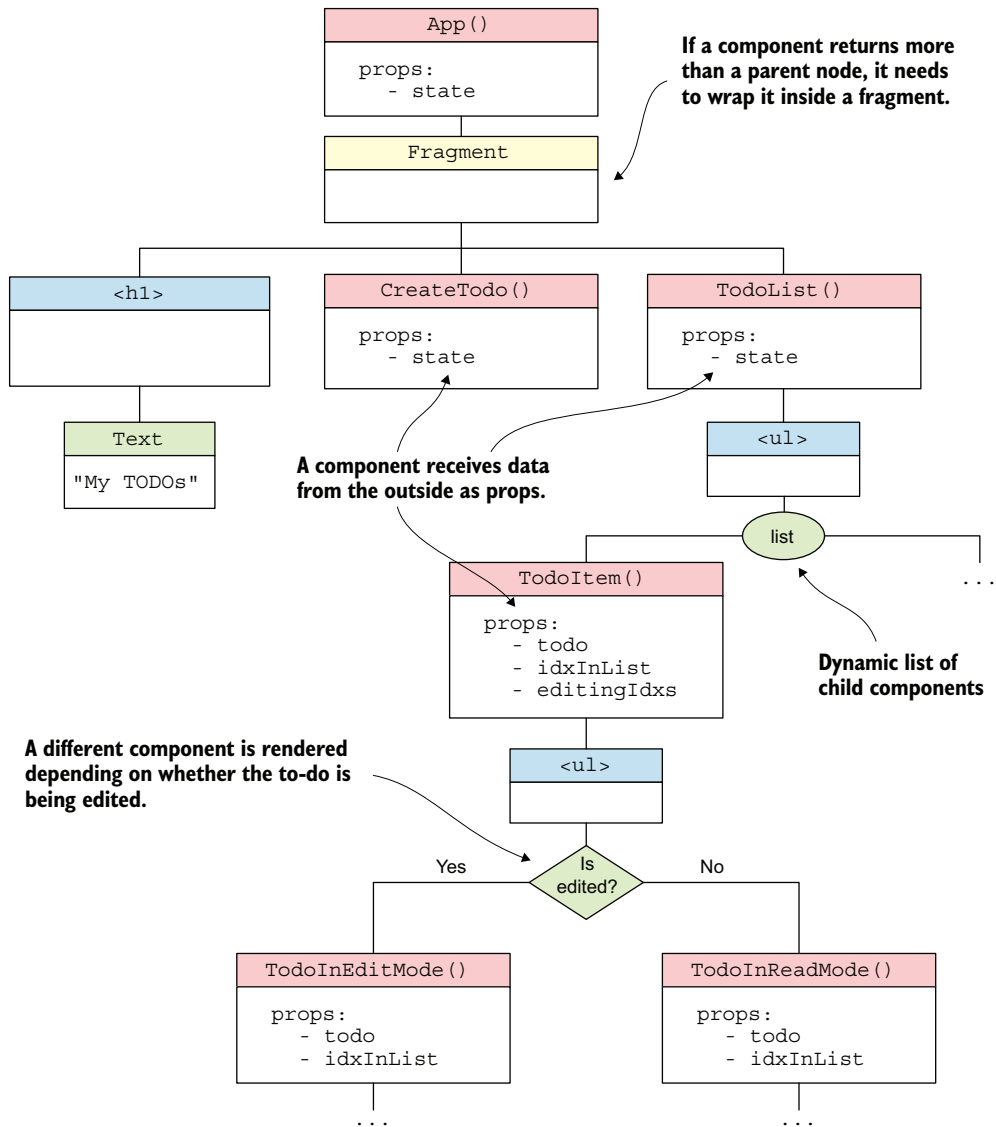 App()
props:
- state
If a component returns more
than a parent node, it needs
to wrap it inside a fragment.
Fragment
<h1>
CreateTodo()
props:
- state
TodoList()
props:
- state
Text
"My TODOs"
<ul>
A component receives data
from the outside as props.
list
...
TodoItem()
props:
- todo
- idxInList
- editingIdxs
Dynamic list of
child components
A different component is rendered
depending on whether the to-do is
being edited.
<ul>
Is
edited?
Yes
No
TodoInEditMode()
props:
- todo
- idxInList
...
TodoInReadMode()
props:
- todo
- idxInList
...